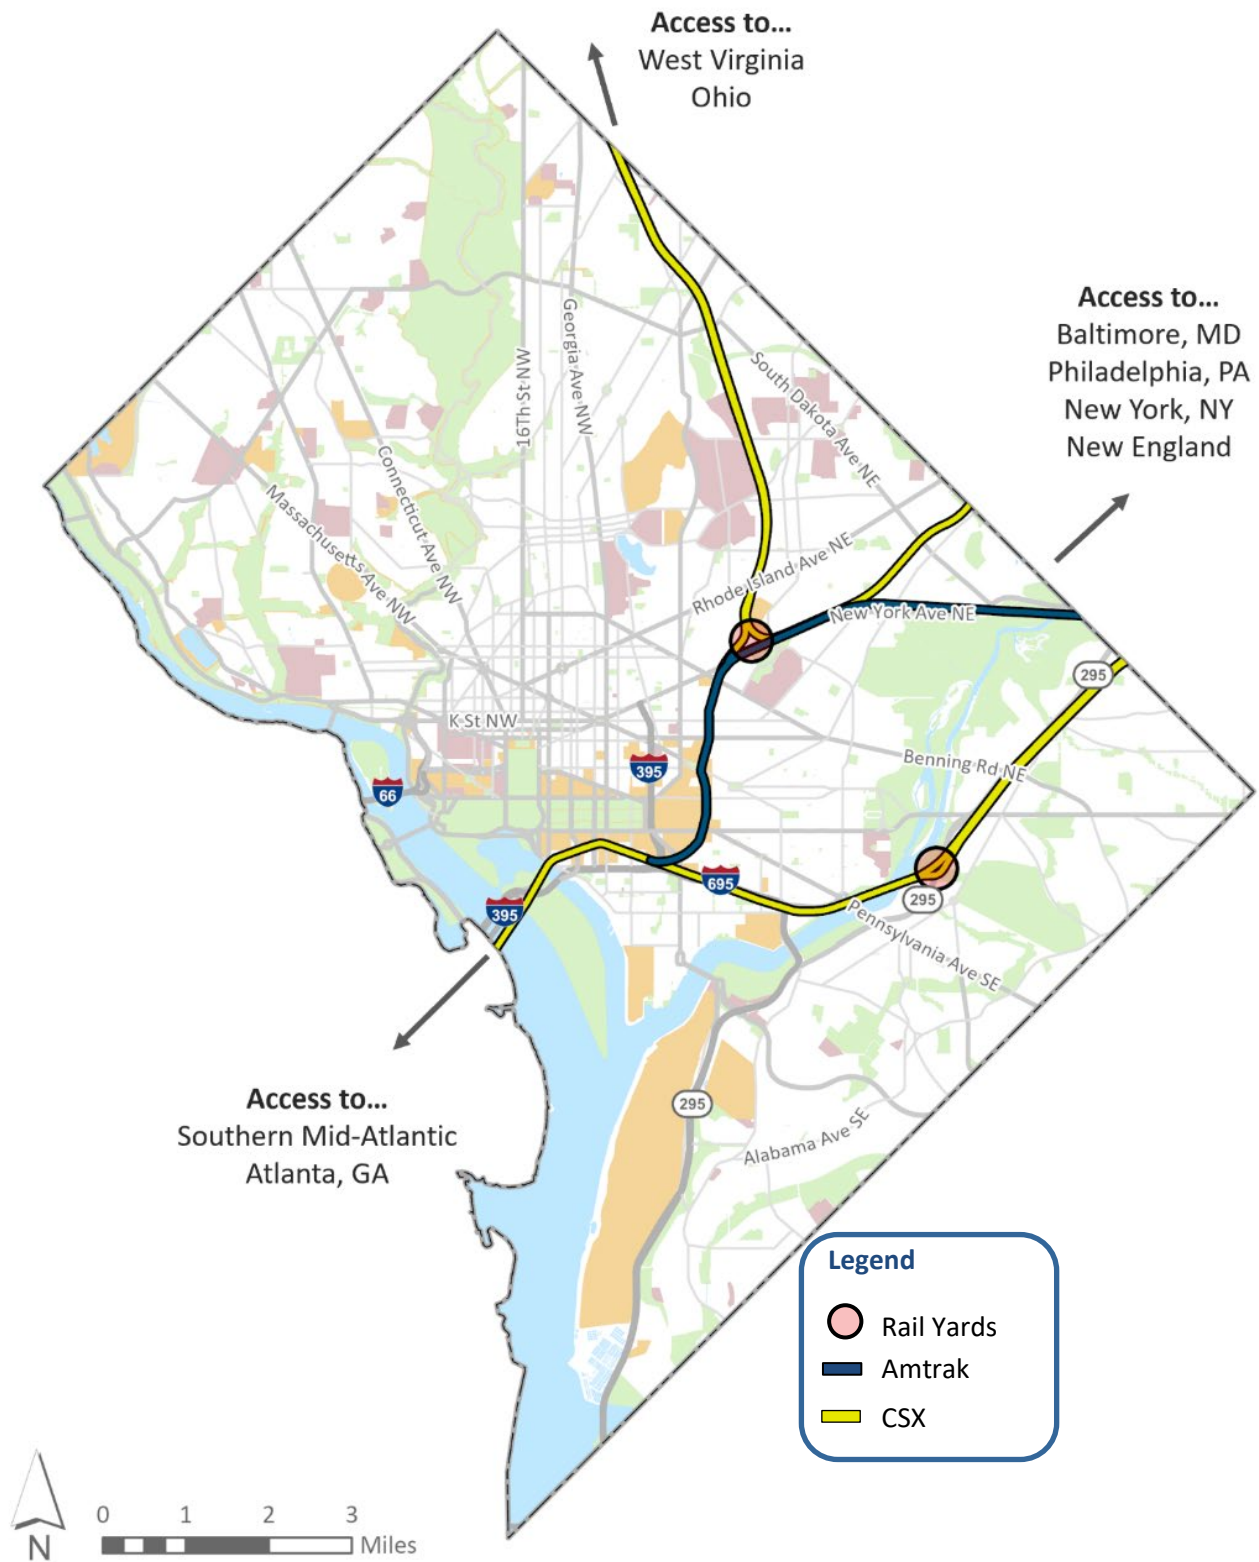 Access to...
West Virginia
Ohio
Access to...
Baltimore, MD
Philadelphia, PA
New York, NY
New England
16Th St NW
Georgia Ave NW
South Dakota Ave NE
Connecticut Ave NW
Massachusetts Ave NW
Rhode Island Ave NE
New York Ave NE
295
K St NW
Benning Rd NE
395
66
695
295
395
Pennsylvania Ave SE
Access to...
Southern Mid-Atlantic
Atlanta, GA
295
Alabama Ave SE
Legend
Rail Yards
Amtrak
CSX
N
0 1 2 3
Miles